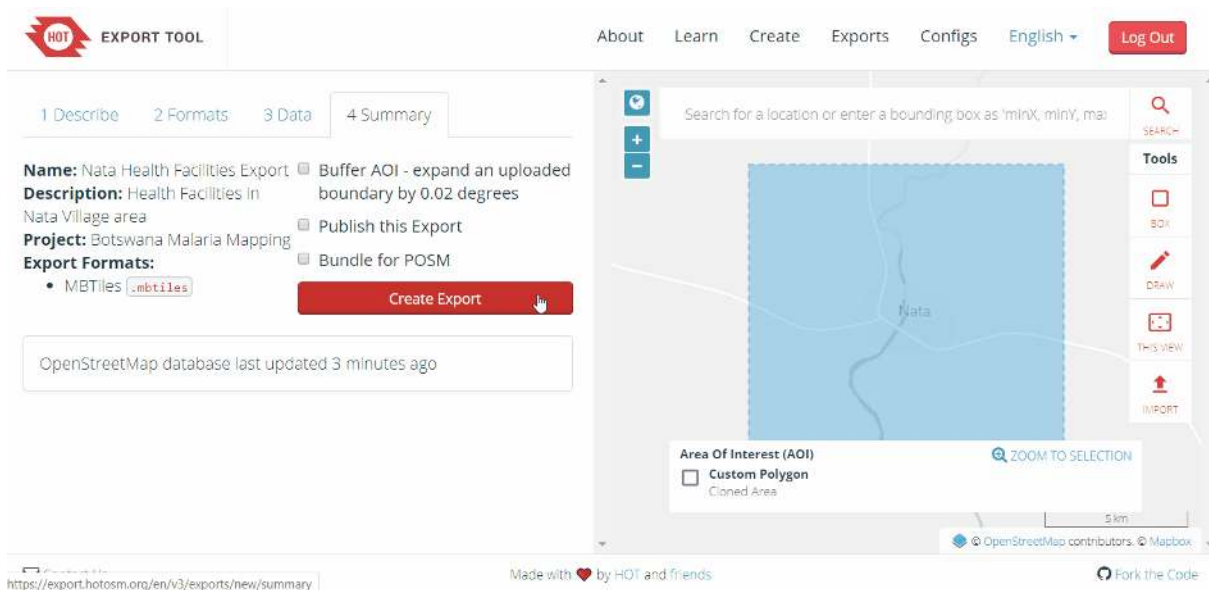 HOT EXPORT TOOL
About Learn Create Exports Configs English Log Out
1 Describe 2 Formats 3 Data 4 Summary
Name: Nata Health Facilities Export
Description: Health Facilities in
Nata Village area
Project: Botswana Malaria Mapping
Export Formats:
• MBTiles .mbtiles
Buffer AOI - expand an uploaded
boundary by 0.02 degrees
Publish this Export
Bundle for POSM
Create Export
OpenStreetMap database last updated 3 minutes ago
+
−
Search for a location or enter a bounding box as 'minX, minY, max
SEARCH
Tools
BOX
DRAW
THIS VIEW
IMPORT
Nata
Area Of Interest (AOI)
ZOOM TO SELECTION
Custom Polygon
Cloned Area
5 km
© OpenStreetMap contributors. © Mapbox
https://export.hotosm.org/en/v3/exports/new/summary
Made with ❤ by HOT and friends
Fork the Code